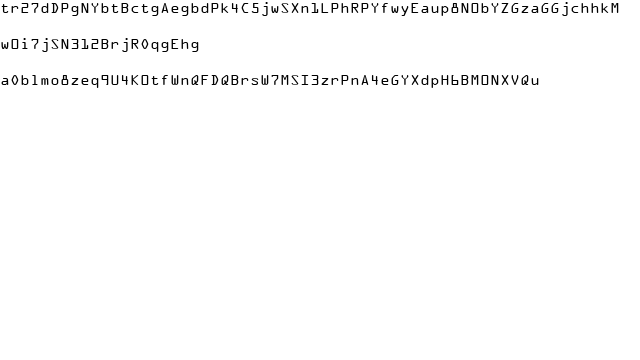 tr27dDPgNYbtBctgAegbdPk4C5jwSXn1LPhRPYfwyEaup8NObYZGzaGGjchhkM
wOi7jSN312BrjR0qgEhg
a0blmo8zeq9U4KOtfWnQFDQBrsW7MSI3zrPnA4eGYXdpH6BMONXVQu